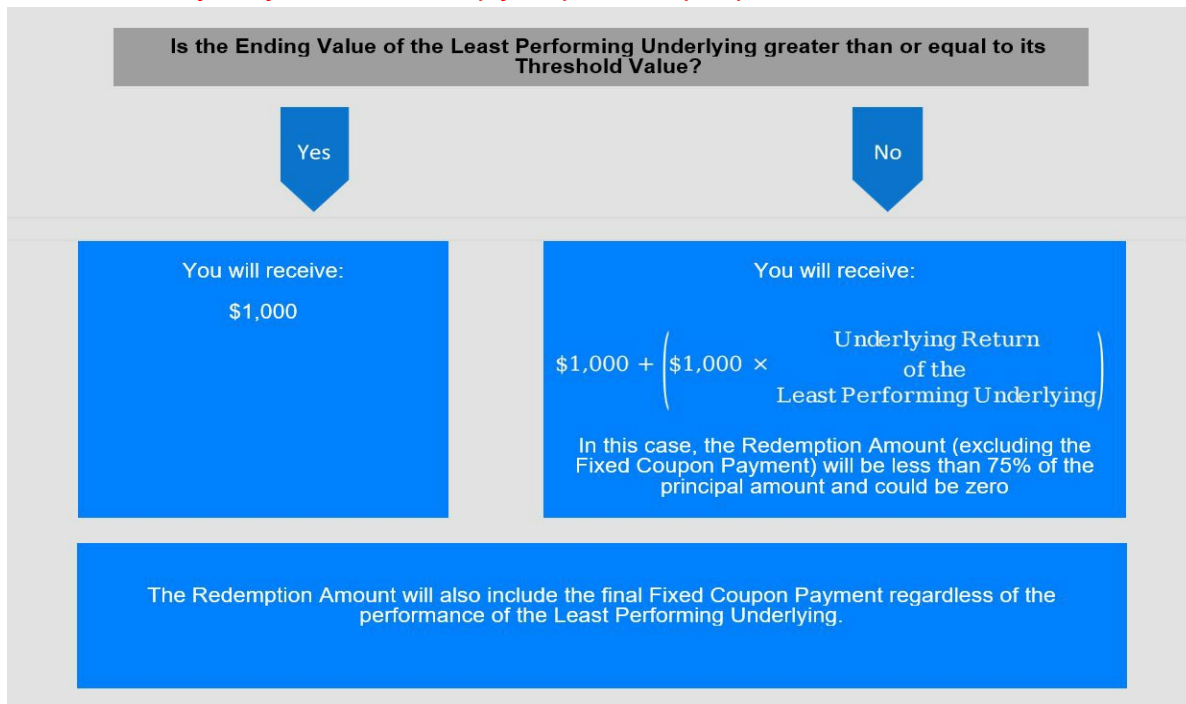 Is the Ending Value of the Least Performing Underlying greater than or equal to its
Threshold Value?
Yes
No
You will receive:
$1,000
You will receive:
$1,000 + ($1,000 × Underlying Return
of the
Least Performing Underlying)
In this case, the Redemption Amount (excluding the
Fixed Coupon Payment) will be less than 75% of the
principal amount and could be zero
The Redemption Amount will also include the final Fixed Coupon Payment regardless of the
performance of the Least Performing Underlying.